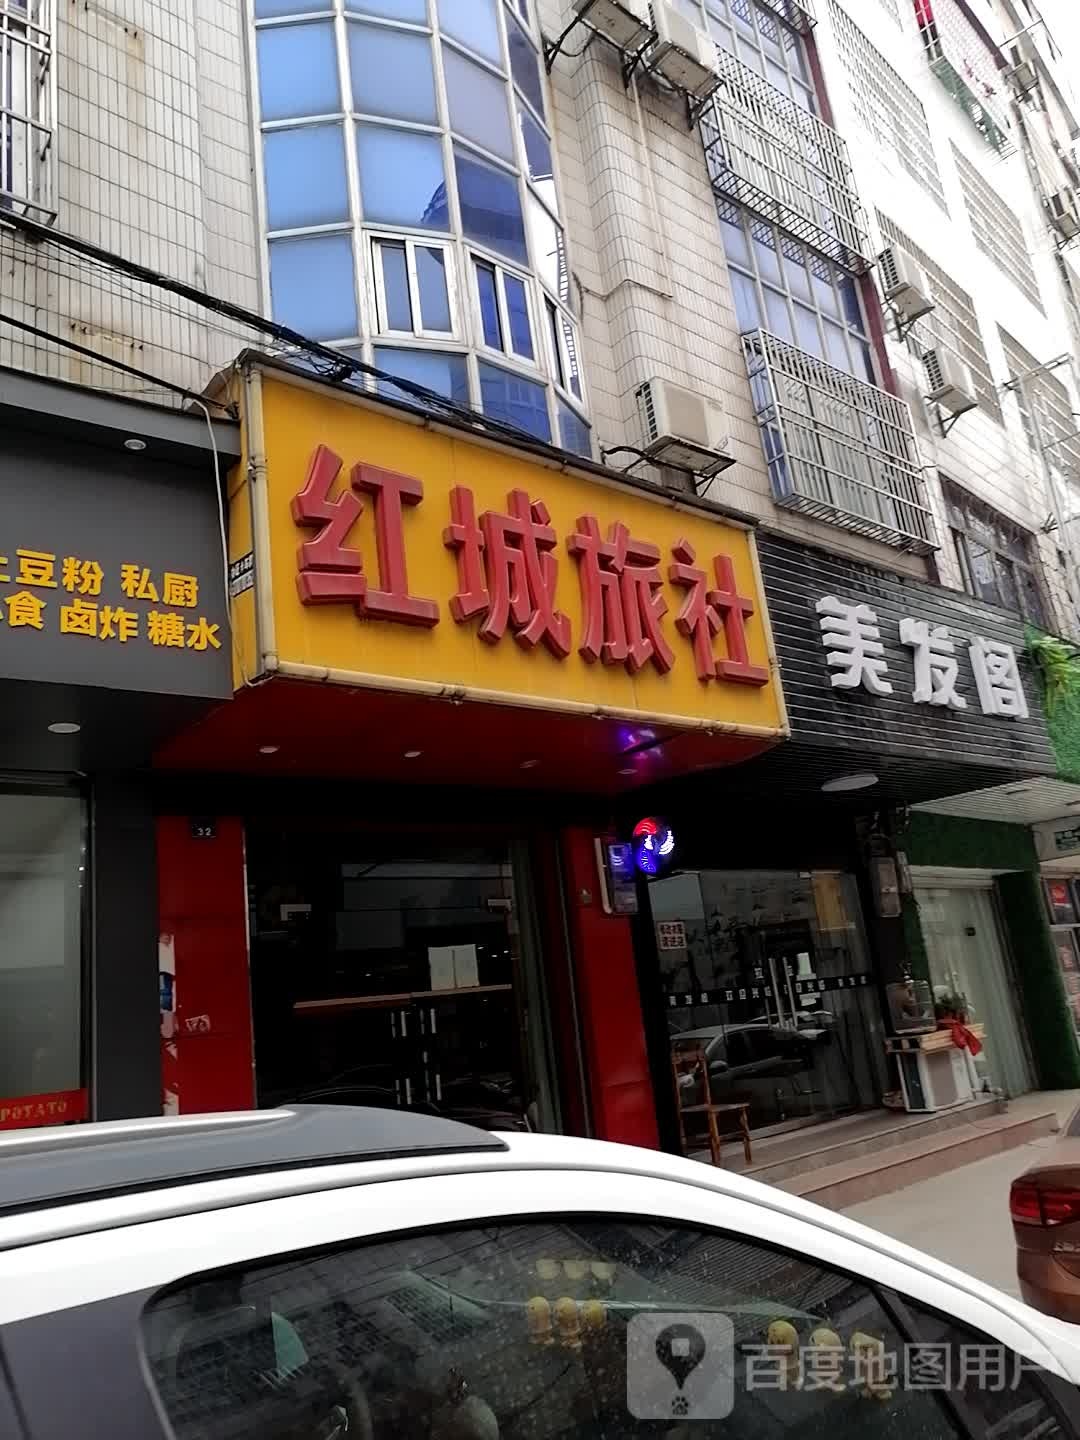 红城旅社
土豆粉 私厨
食 卤炸 糖水
美发阁
32
POTATO
百度地图用户